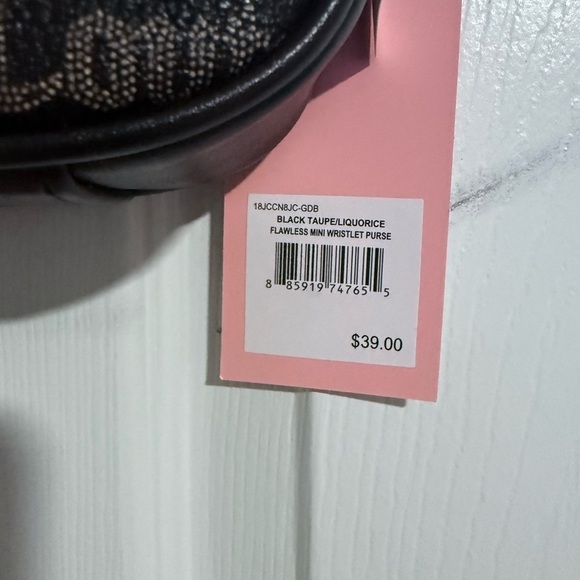 18JCCN8JC-GDB
BLACK TAUPE/LIQUORICE
FLAWLESS MINI WRISTLET PURSE
8 85919 74765 5
$39.00